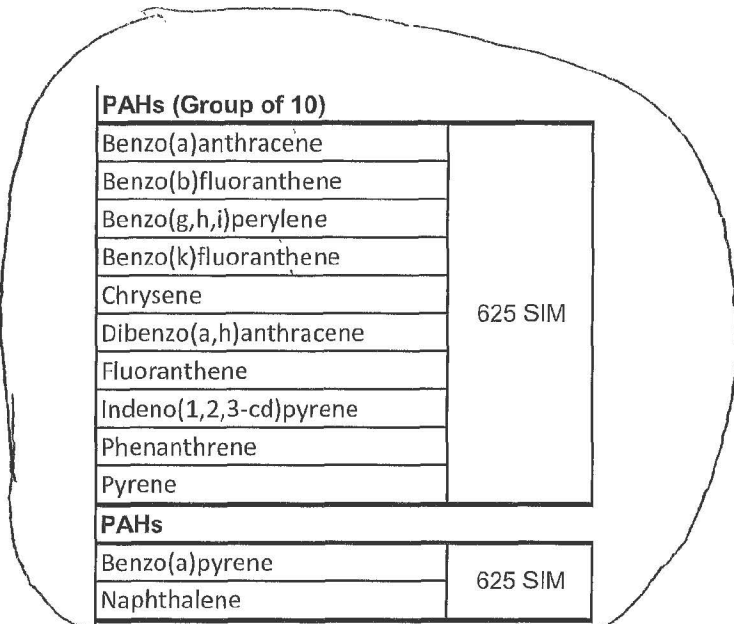 PAHs (Group of 10)
Benzo(a)anthracene
Benzo(b)fluoranthene
Benzo(g,h,i)perylene
Benzo(k)fluoranthene
Chrysene
625 SIM
Dibenzo(a,h)anthracene
Fluoranthene
Indeno(1,2,3-cd)pyrene
Phenanthrene
Pyrene
PAHs
Benzo(a)pyrene
625 SIM
Naphthalene